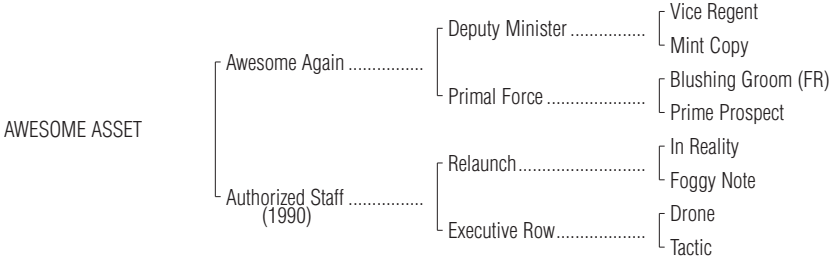 Vice Regent
Deputy Minister ................
Mint Copy
Awesome Again ................
Blushing Groom (FR)
Primal Force .....................
Prime Prospect
AWESOME ASSET
In Reality
Relaunch...........................
Foggy Note
Authorized Staff ................
(1990)
Drone
Executive Row...................
Tactic